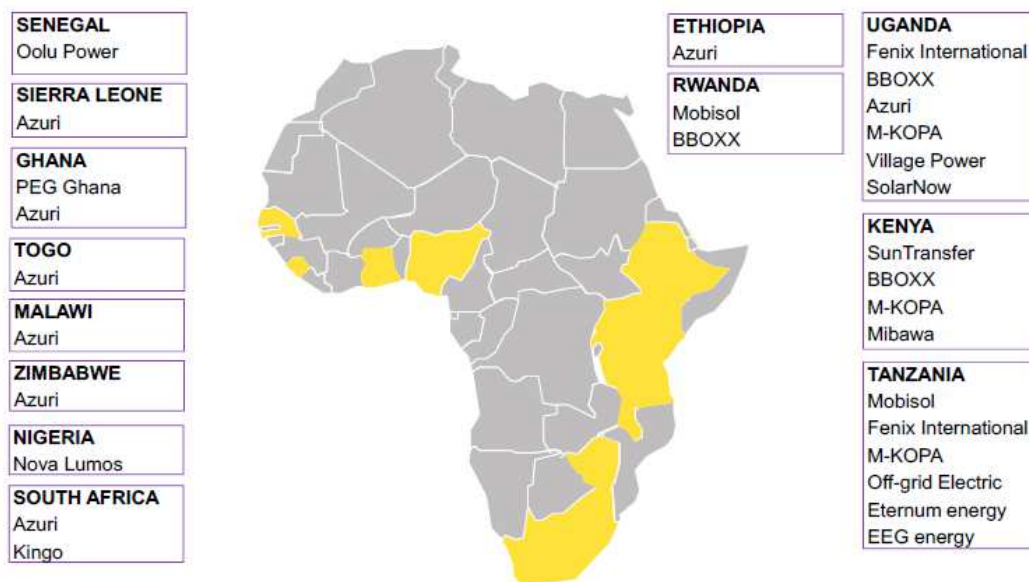 SENEGAL
Oolu Power
SIERRA LEONE
Azuri
GHANA
PEG Ghana
Azuri
TOGO
Azuri
MALAWI
Azuri
ZIMBABWE
Azuri
NIGERIA
Nova Lumos
SOUTH AFRICA
Azuri
Kingo
ETHIOPIA
Azuri
RWANDA
Mobisol
BBOXX
UGANDA
Fenix International
BBOXX
Azuri
M-KOPA
Village Power
SolarNow
KENYA
SunTransfer
BBOXX
M-KOPA
Mibawa
TANZANIA
Mobisol
Fenix International
M-KOPA
Off-grid Electric
Eternum energy
EEG energy